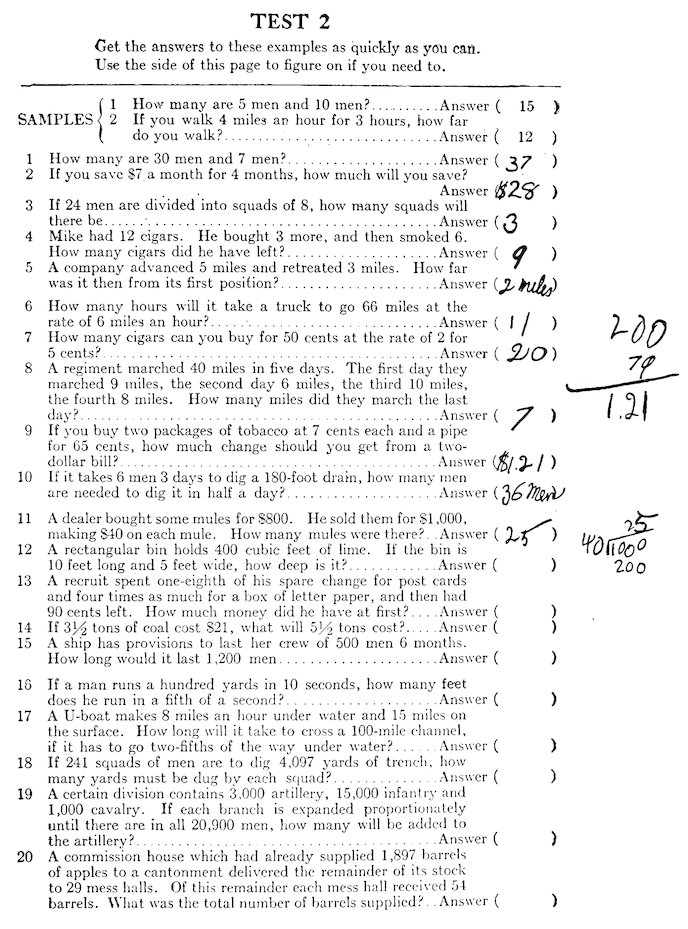 TEST 2
Get the answers to these examples as quickly as you can.
Use the side of this page to figure on if you need to.
SAMPLES { 1 How many are 5 men and 10 men?..........Answer ( 15 )
2 If you walk 4 miles an hour for 3 hours, how far
do you walk?................................Answer ( 12 )
1 How many are 30 men and 7 men?......................Answer ( 37 )
2 If you save $7 a month for 4 months, how much will you save?
Answer ( $28 )
3 If 24 men are divided into squads of 8, how many squads will
there be..................................................Answer ( 3 )
4 Mike had 12 cigars. He bought 3 more, and then smoked 6.
How many cigars did he have left?......................Answer ( 9 )
5 A company advanced 5 miles and retreated 3 miles. How far
was it then from its first position?.......................Answer ( 2 miles )
6 How many hours will it take a truck to go 66 miles at the
rate of 6 miles an hour?..................................Answer ( 11 )
7 How many cigars can you buy for 50 cents at the rate of 2 for
5 cents?..................................................Answer ( 20 )
8 A regiment marched 40 miles in five days. The first day they
marched 9 miles, the second day 6 miles, the third 10 miles,
the fourth 8 miles. How many miles did they march the last
day?......................................................Answer ( 7 )
9 If you buy two packages of tobacco at 7 cents each and a pipe
for 65 cents, how much change should you get from a two-
dollar bill?..............................................Answer ( $1.21 )
10 If it takes 6 men 3 days to dig a 180-foot drain, how many men
are needed to dig it in half a day?......................Answer ( 36 Men )
11 A dealer bought some mules for $800. He sold them for $1,000,
making $40 on each mule. How many mules were there?..Answer ( 25 )
12 A rectangular bin holds 400 cubic feet of lime. If the bin is
10 feet long and 5 feet wide, how deep is it?............Answer ( )
13 A recruit spent one-eighth of his spare change for post cards
and four times as much for a box of letter paper, and then had
90 cents left. How much money did he have at first?....Answer ( )
14 If 3½ tons of coal cost $21, what will 5½ tons cost?.....Answer ( )
15 A ship has provisions to last her crew of 500 men 6 months.
How long would it last 1,200 men.......................Answer ( )
16 If a man runs a hundred yards in 10 seconds, how many feet
does he run in a fifth of a second?......................Answer ( )
17 A U-boat makes 8 miles an hour under water and 15 miles on
the surface. How long will it take to cross a 100-mile channel,
if it has to go two-fifths of the way under water?......Answer ( )
18 If 241 squads of men are to dig 4,097 yards of trench, how
many yards must be dug by each squad?..............Answer ( )
19 A certain division contains 3,000 artillery, 15,000 infantry and
1,000 cavalry. If each branch is expanded proportionately
until there are in all 20,900 men, how many will be added to
the artillery?............................................Answer ( )
20 A commission house which had already supplied 1,897 barrels
of apples to a cantonment delivered the remainder of its stock
to 29 mess halls. Of this remainder each mess hall received 54
barrels. What was the total number of barrels supplied?..Answer ( )
200
79
1.21
25
40)1000
200